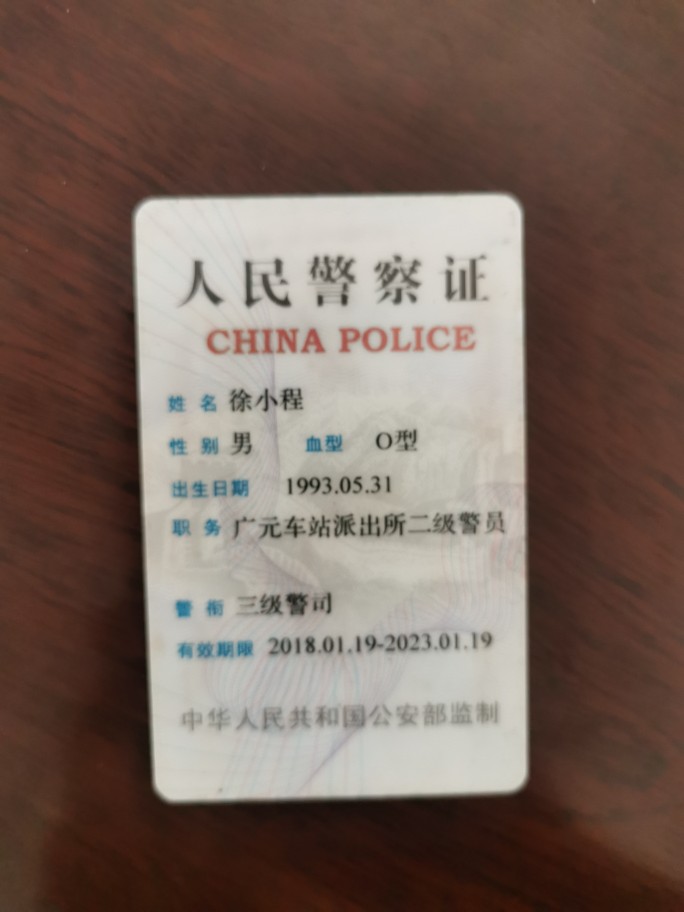 人民警察证
CHINA POLICE
姓名 徐小程
性别 男 血型 O型
出生日期 1993.05.31
职务 广元车站派出所二级警员
警衔 三级警司
有效期限 2018.01.19-2023.01.19
中华人民共和国公安部监制